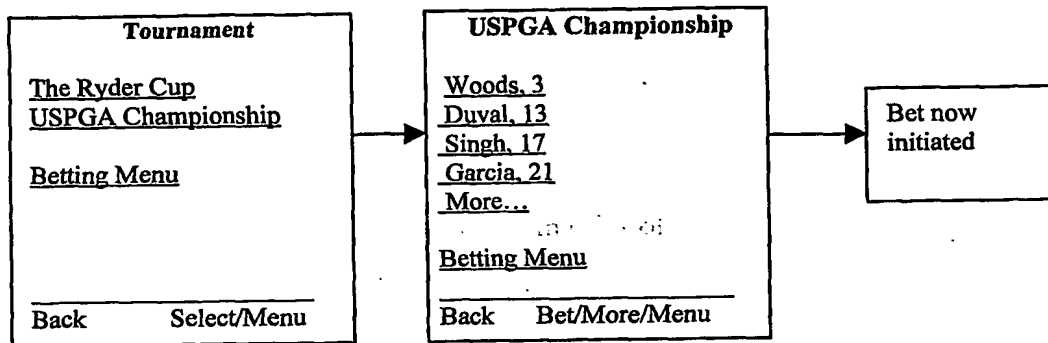 Tournament
The Ryder Cup
USPGA Championship
Betting Menu
Back Select/Menu
USPGA Championship
Woods, 3
Duval, 13
Singh, 17
Garcia, 21
More...
Betting Menu
Back Bet/More/Menu
Bet now
initiated